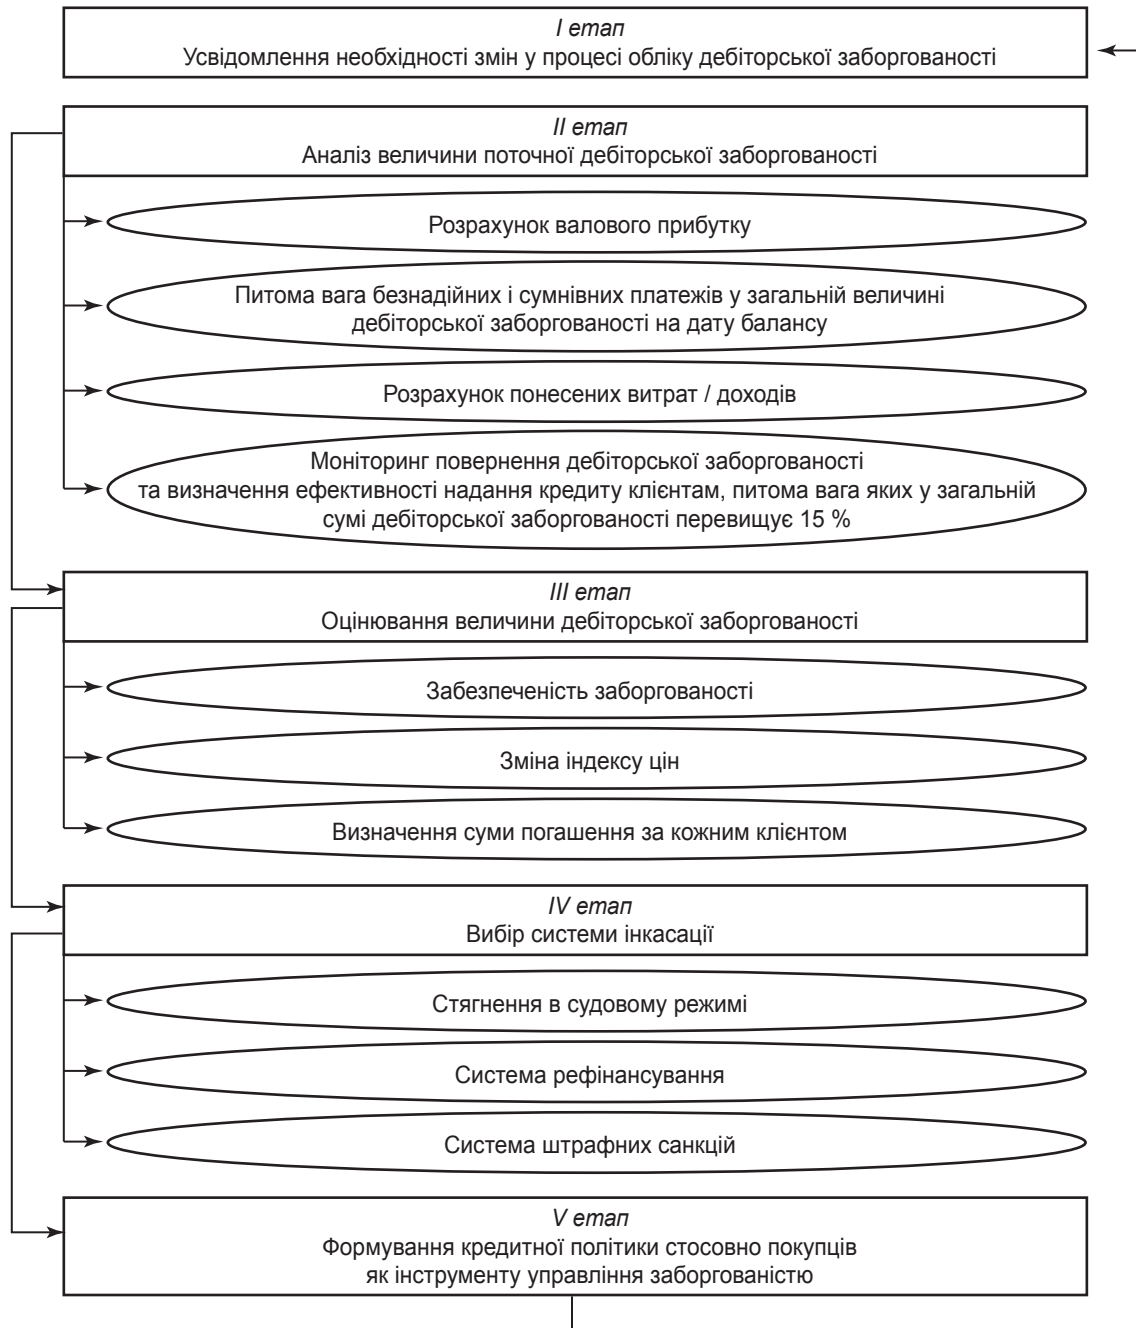 I етап
Усвідомлення необхідності змін у процесі обліку дебіторської заборгованості
II етап
Аналіз величини поточної дебіторської заборгованості
Розрахунок валового прибутку
Питома вага безнадійних і сумнівних платежів у загальній величині
дебіторської заборгованості на дату балансу
Розрахунок понесених витрат / доходів
Моніторинг повернення дебіторської заборгованості
та визначення ефективності надання кредиту клієнтам, питома вага яких у загальній
сумі дебіторської заборгованості перевищує 15 %
III етап
Оцінювання величини дебіторської заборгованості
Забезпеченість заборгованості
Зміна індексу цін
Визначення суми погашення за кожним клієнтом
IV етап
Вибір системи інкасації
Стягнення в судовому режимі
Система рефінансування
Система штрафних санкцій
V етап
Формування кредитної політики стосовно покупців
як інструменту управління заборгованістю